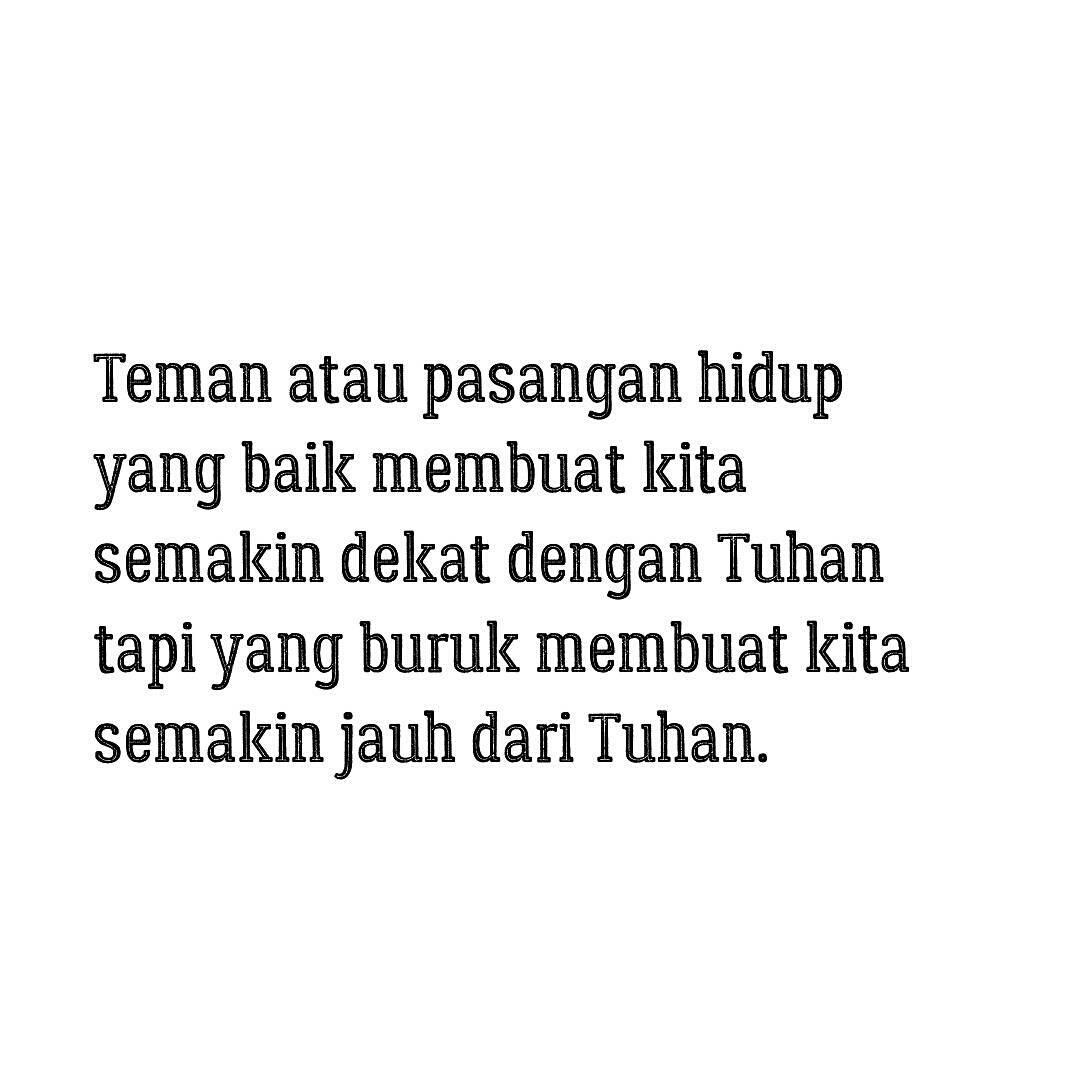 Teman atau pasangan hidup
yang baik membuat kita
semakin dekat dengan Tuhan
tapi yang buruk membuat kita
semakin jauh dari Tuhan.